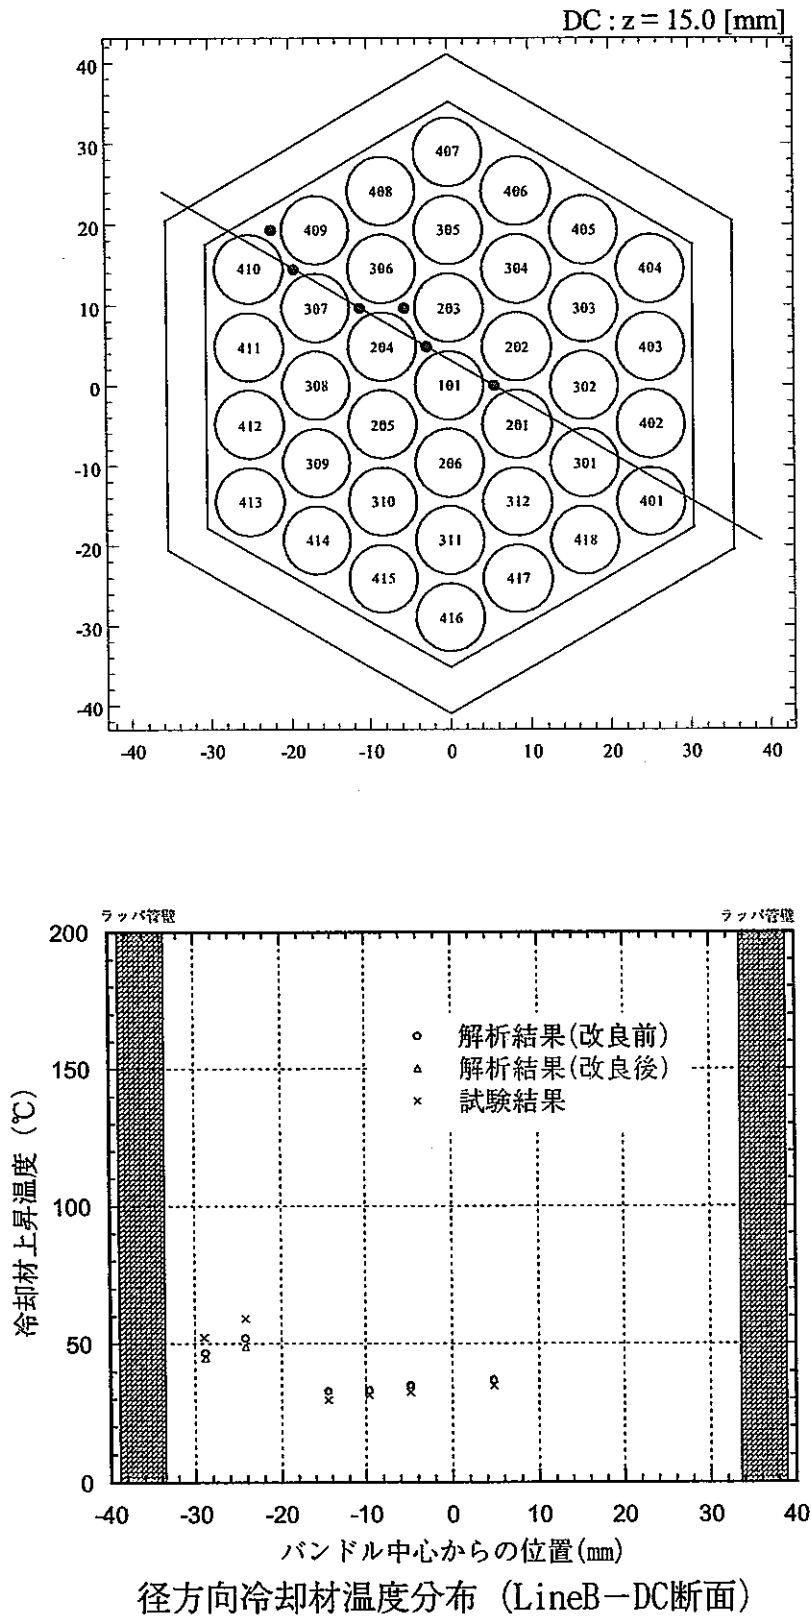 DC : z = 15.0 [mm]
40
407
30
408 406
409 305 405
20
410 306 304 404
10
307 203 303
411 204 202 403
0
308 101 302
412 205 201 402
-10
309 206 301
413 310 312 401
-20
414 311 418
415 417
-30
416
-40
-40 -30 -20 -10 0 10 20 30 40
ラッパ管壁 ラッパ管壁
200
解析結果(改良前)
解析結果(改良後)
試験結果
150
100
50
0
冷却材上昇温度 (℃)
-40 -30 -20 -10 0 10 20 30 40
バンドル中心からの位置(mm)
径方向冷却材温度分布 (LineB-DC断面)